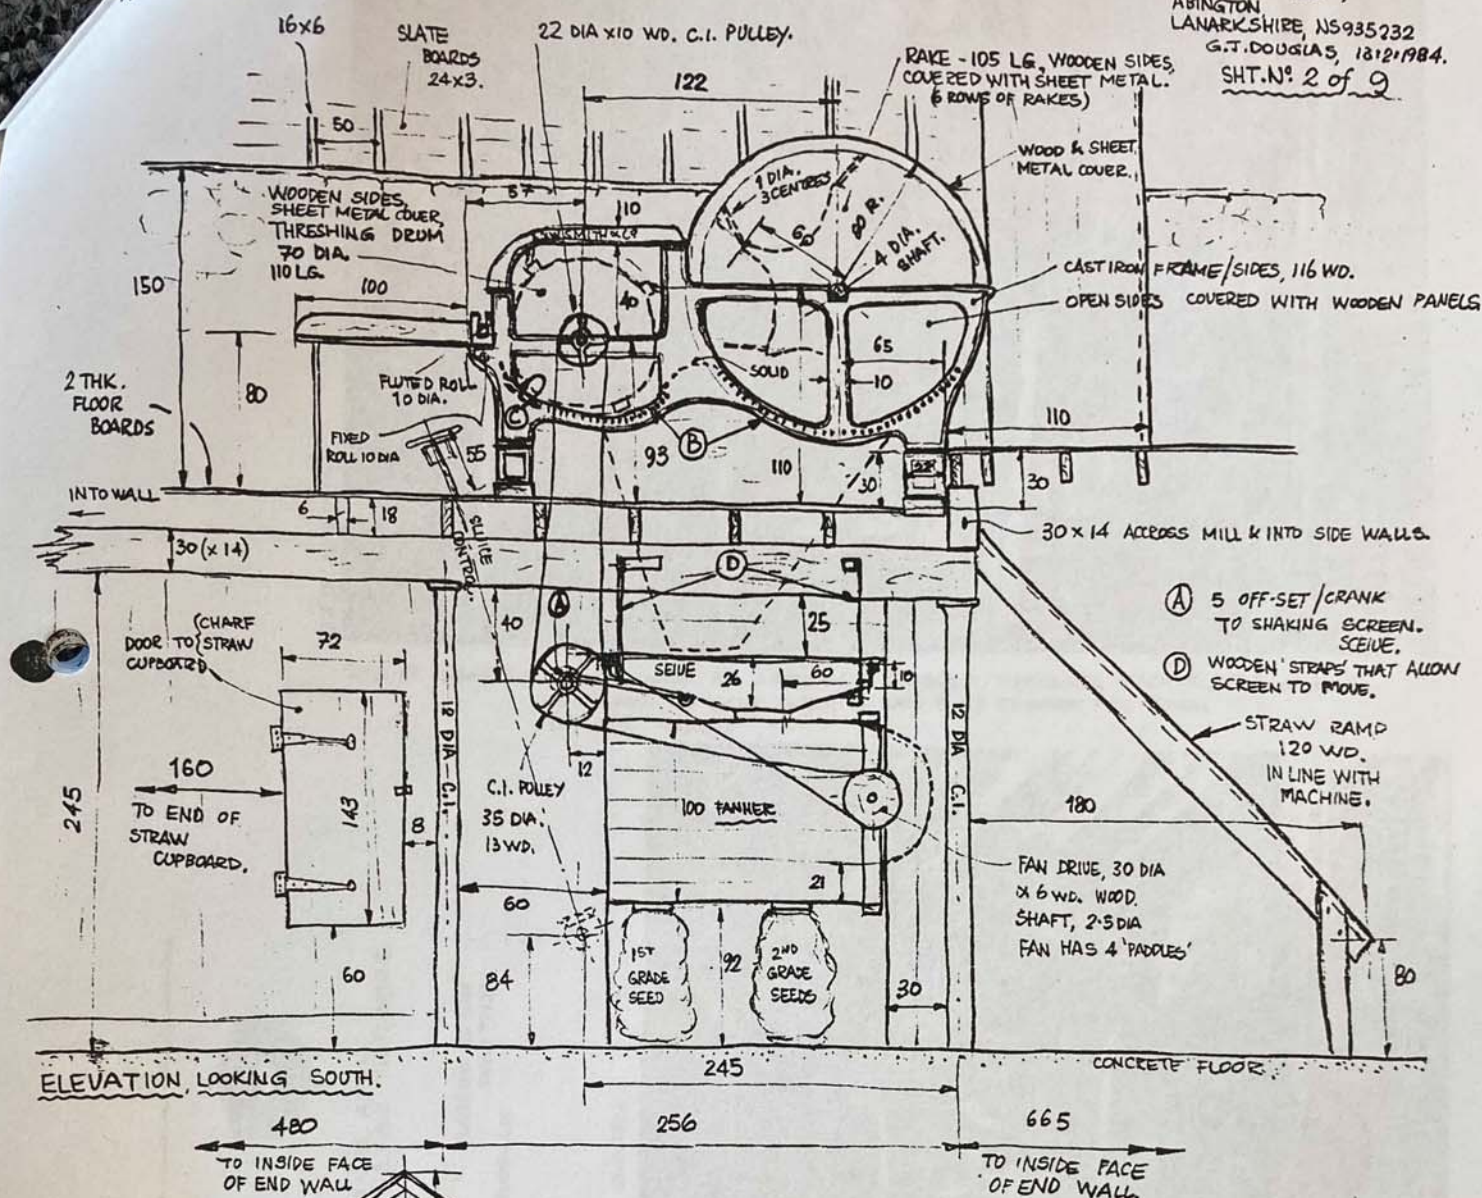 ABINGTON
LANARKSHIRE, NS935232
G.J. DOUGLAS, 13/2/1984.
SHT. Nº 2 of 9
16x6
SLATE
BOARDS
24x3.
22 DIA x10 WD. C.I. PULLEY.
122
RAKE - 105 LG, WOODEN SIDES,
COVERED WITH SHEET METAL.
(6 ROWS OF RAKES)
50
WOOD & SHEET
METAL COVER.
WOODEN SIDES,
SHEET METAL COVER,
THRESHING DRUM
70 DIA.
110 LG.
10
DIA.
3 CENTRES
60 R.
4 DIA.
SHAFT.
CAST IRON FRAME/SIDES, 116 WD.
OPEN SIDES COVERED WITH WOODEN PANELS
150
100
40
65
SOLID
10
2 THK.
FLOOR
BOARDS
80
FLUTED ROLL
10 DIA.
C
FIXED
ROLL 10 DIA
55
93
B
110
30
110
30
INTO WALL
6
18
30 (x14)
SLUICE
CONTROL
30 x 14 ACCROSS MILL & INTO SIDE WALLS.
D
A
A 5 OFF-SET/CRANK
TO SHAKING SCREEN.
SCEIVE.
D WOODEN 'STRAPS' THAT ALLOW
SCREEN TO MOVE.
DOOR TO {CHARF
STRAW
CUPBOARD
72
40
25
SEIVE
26
60
10
STRAW RAMP
120 WD.
IN LINE WITH
MACHINE.
12 DIA - C.I.
12 DIA C.I.
245
160
TO END OF
STRAW
CUPBOARD.
143
8
12
C.I. PULLEY
35 DIA.
13 WD.
100 FANHER
180
21
FAN DRIVE, 30 DIA
x 6 WD. WOOD.
SHAFT, 2.5 DIA
FAN HAS 4 'PADDLES'
60
60
84
1ST
GRADE
SEED
92
2ND
GRADE
SEEDS
30
80
ELEVATION, LOOKING SOUTH.
CONCRETE FLOOR
245
480
256
665
TO INSIDE FACE
OF END WALL
TO INSIDE FACE
OF END WALL